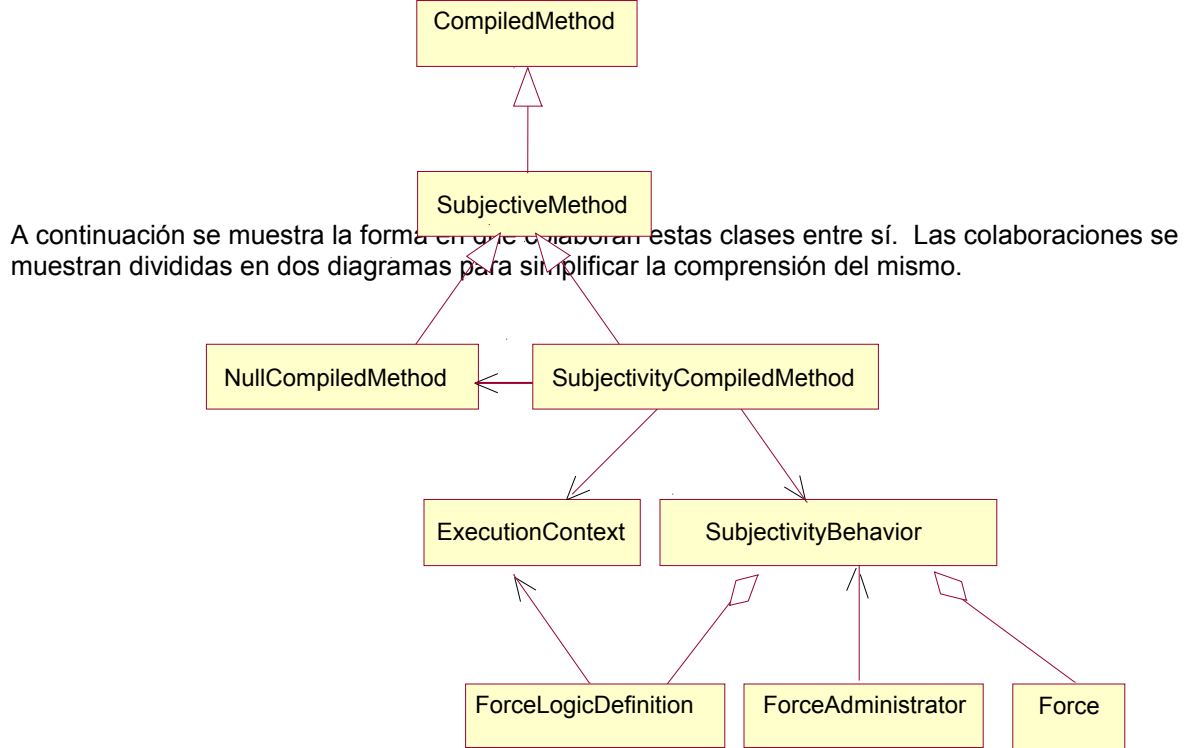 CompiledMethod
SubjectiveMethod
A continuación se muestra la forma en que colaboran estas clases entre sí. Las colaboraciones se
muestran divididas en dos diagramas para simplificar la comprensión del mismo.
NullCompiledMethod
SubjectivityCompiledMethod
ExecutionContext
SubjectivityBehavior
ForceLogicDefinition
ForceAdministrator
Force